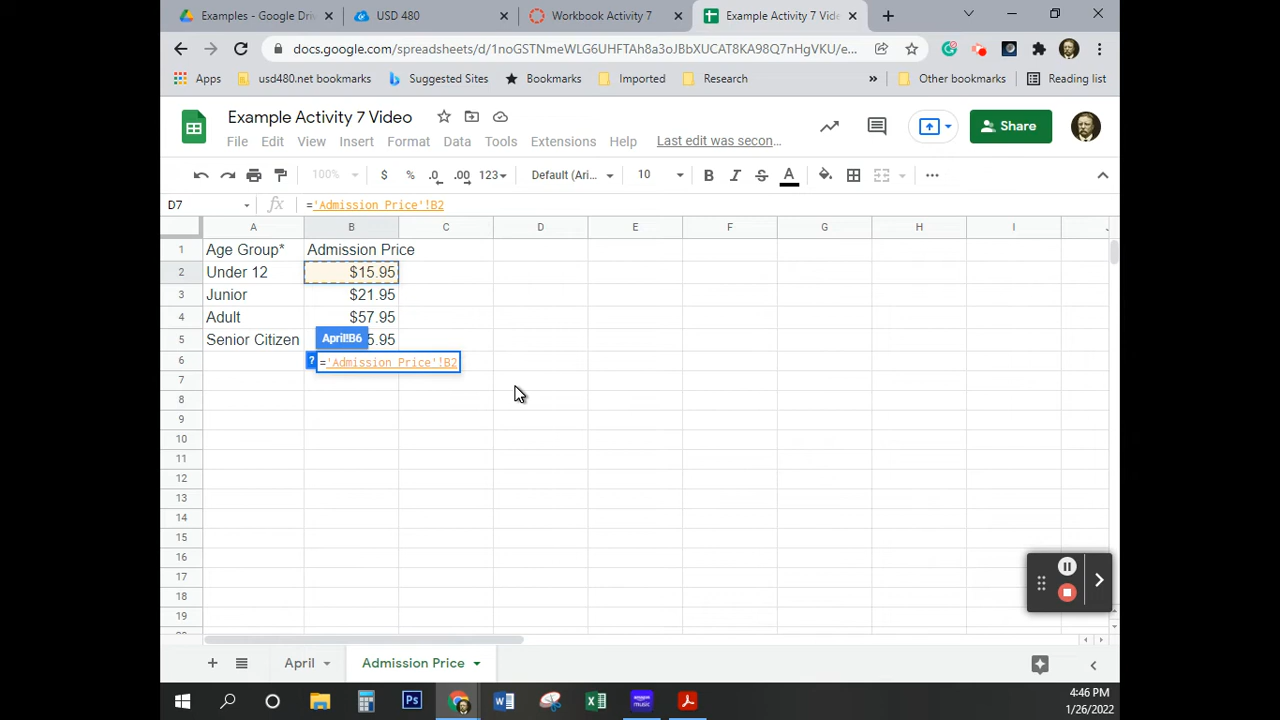 Examples - Google Dri
USD 480
Workbook Activity 7
Example Activity 7 Vide
docs.google.com/spreadsheets/d/1noGSTNmeWLG6UHFTAh8a3oJBbXUCAT8KA98Q7nHgVKU/e...
Apps
usd480.net bookmarks
Suggested Sites
Bookmarks
Imported
Research
»
Other bookmarks
Reading list
Example Activity 7 Video
File Edit View Insert Format Data Tools Extensions Help Last edit was secon...
Share
100% $ % .0 .00 123 Default (Ari... 10 B I S A
D7 fx ='Admission Price'!B2
A B C D E F G H I
1 Age Group* Admission Price
2 Under 12 $15.95
3 Junior $21.95
4 Adult $57.95
5 Senior Citizen April!B6 5.95
6 ? ='Admission Price'!B2
7
8
9
10
11
12
13
14
15
16
17
18
19
April
Admission Price
Ps
music
4:46 PM
1/26/2022